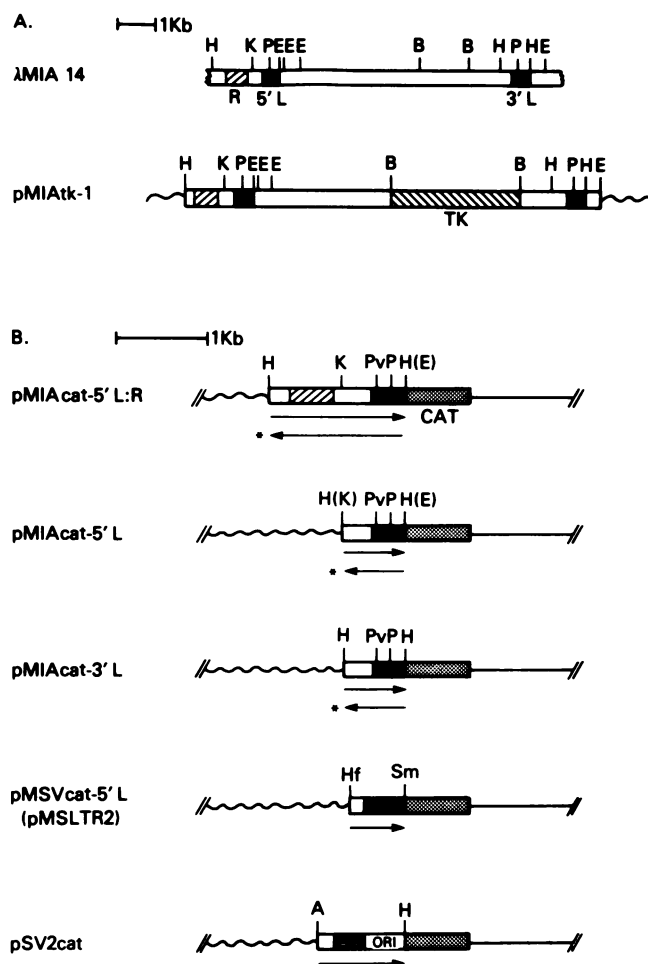 A.
1Kb
H K P E E E B B H P H E
λMIA 14
R 5' L 3' L
H K P E E E B B H P H E
pMIAtk-1
TK
B.
1Kb
H K Pv P H(E)
pMIAcat-5' L:R
CAT
*
H(K) Pv P H(E)
pMIAcat-5' L
*
H Pv P H
pMIAcat-3' L
*
Hf Sm
pMSVcat-5' L
(pMSLTR2)
A H
pSV2cat
ORI